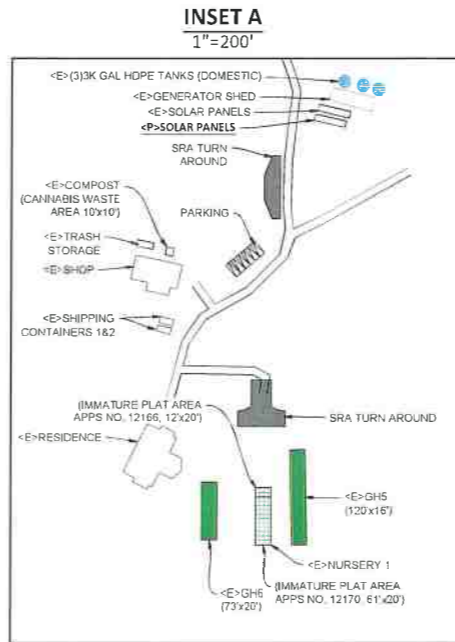 INSET A
1"=200'
<E>(3)3K GAL HDPE TANKS (DOMESTIC)
<E>GENERATOR SHED
<E>SOLAR PANELS
<P>SOLAR PANELS
SRA TURN
AROUND
<E>COMPOST
(CANNABIS WASTE
AREA 10'x10')
PARKING
<E>TRASH
STORAGE
<E>SHOP
<E>SHIPPING
CONTAINERS 1&2
(IMMATURE PLAT AREA
APPS NO, 12166, 12'x20')
SRA TURN AROUND
<E>RESIDENCE
<E>GH5
(120'x16')
<E>NURSERY 1
<E>GH6
(73'x20')
(IMMATURE PLAT AREA
APPS NO, 12170, 61'x20')